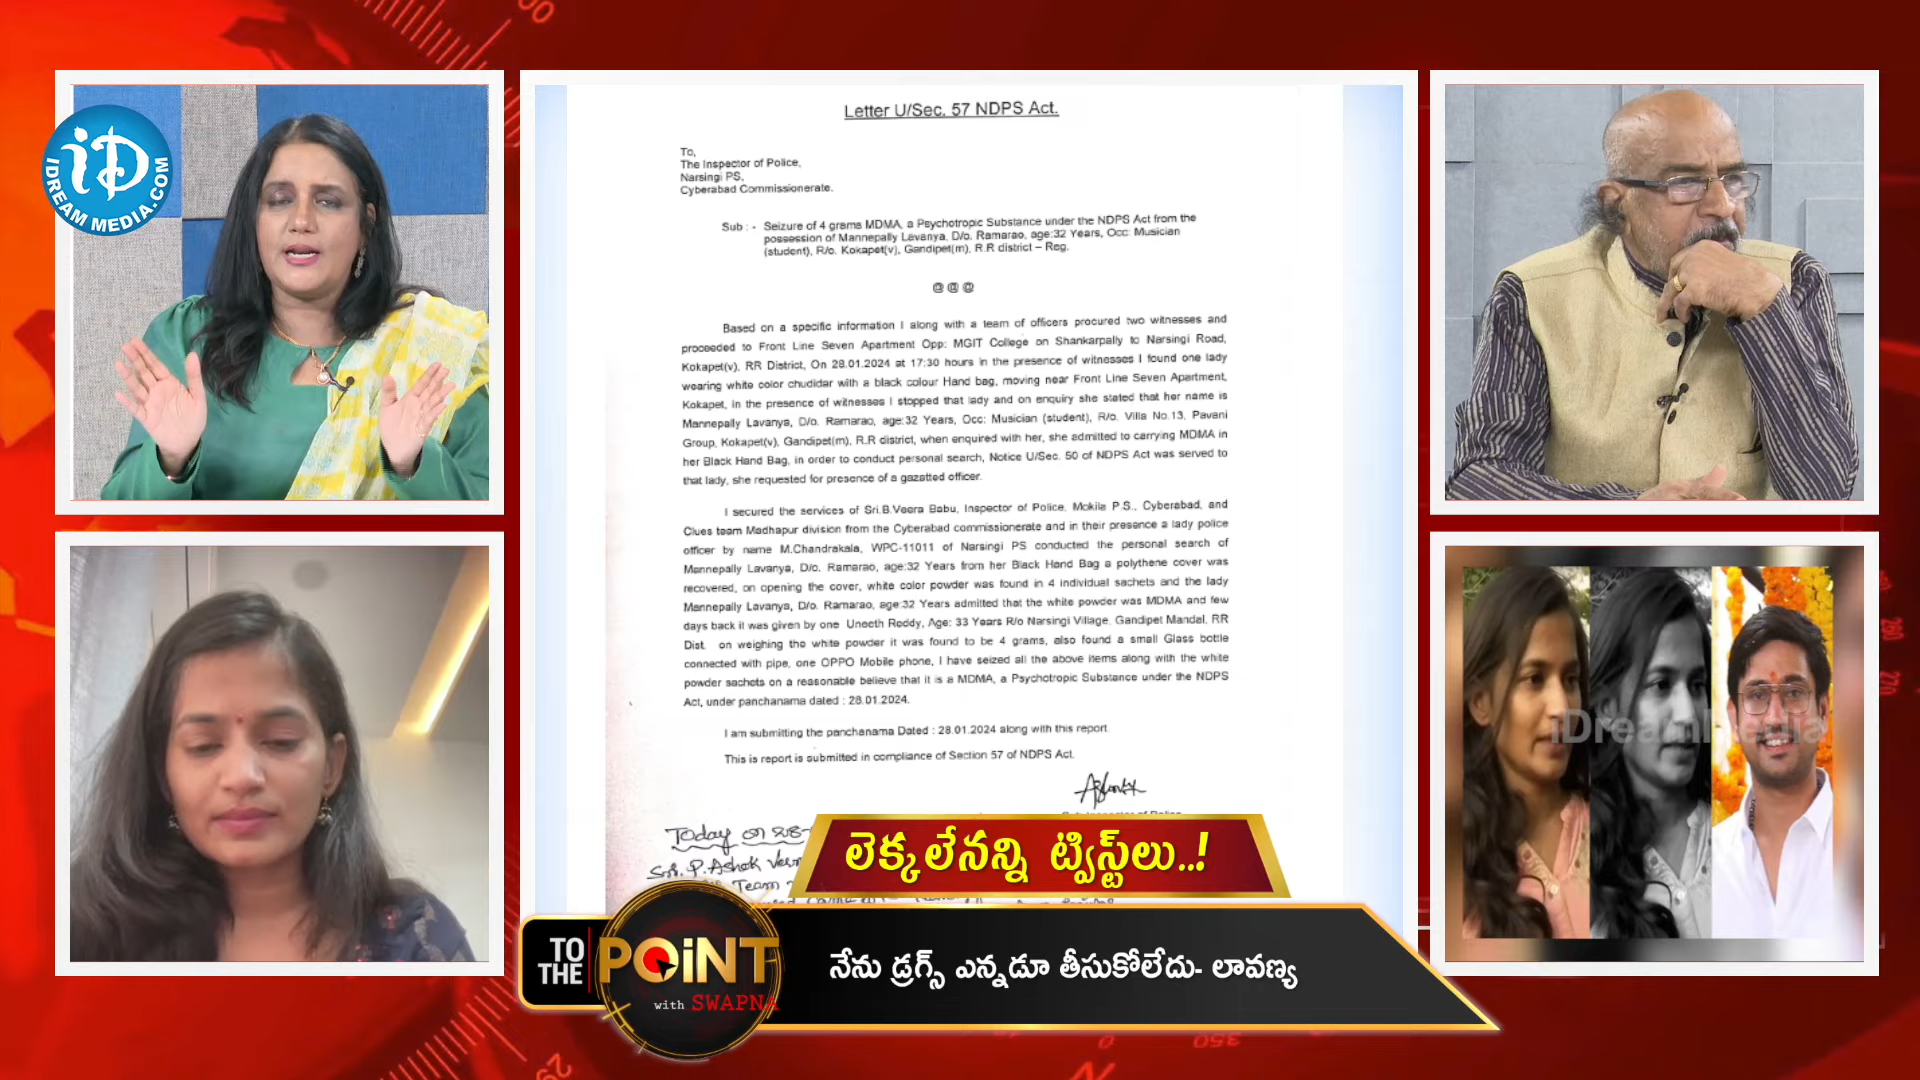 iD
IDREAM MEDIA.COM
Letter U/Sec. 57 NDPS Act.
To,
The Inspector of Police,
Narsingi PS,
Cyberabad Commissionerate.
Sub : - Seizure of 4 grams MDMA, a Psychotropic Substance under the NDPS Act from the
possession of Mannepally Lavanya, D/o. Ramarao, age:32 Years, Occ: Musician
(student), R/o. Kokapet(v), Gandipet(m), R.R district – Reg.
@@@
Based on a specific information I along with a team of officers procured two witnesses and
proceeded to Front Line Seven Apartment Opp: MGIT College on Shankarpally to Narsingi Road,
Kokapet(v), RR District, On 28.01.2024 at 17:30 hours in the presence of witnesses I found one lady
wearing white color chudidar with a black colour Hand bag, moving near Front Line Seven Apartment,
Kokapet, in the presence of witnesses I stopped that lady and on enquiry she stated that her name is
Mannepally Lavanya, D/o. Ramarao, age:32 Years, Occ: Musician (student), R/o. Villa No.13, Pavani
Group, Kokapet(v), Gandipet(m), R.R district, when enquired with her, she admitted to carrying MDMA in
her Black Hand Bag, in order to conduct personal search, Notice U/Sec. 50 of NDPS Act was served to
that lady, she requested for presence of a gazatted officer.
I secured the services of Sri.B.Veera Babu, Inspector of Police, Mokila P.S., Cyberabad, and
Clues team Madhapur division from the Cyberabad commissionerate and in their presence a lady police
officer by name M.Chandrakala, WPC-11011 of Narsingi PS conducted the personal search of
Mannepally Lavanya, D/o. Ramarao, age:32 Years from her Black Hand Bag a polythene cover was
recovered, on opening the cover, white color powder was found in 4 individual sachets and the lady
Mannepally Lavanya, D/o. Ramarao, age:32 Years admitted that the white powder was MDMA and few
days back it was given by one Uneeth Reddy, Age: 33 Years R/o Narsingi Village, Gandipet Mandal, RR
Dist. on weighing the white powder it was found to be 4 grams, also found a small Glass bottle
connected with pipe, one OPPO Mobile phone, I have seized all the above items along with the white
powder sachets on a reasonable believe that it is a MDMA, a Psychotropic Substance under the NDPS
Act, under panchanama dated : 28.01.2024.
I am submitting the panchanama Dated : 28.01.2024 along with this report.
This is report is submitted in compliance of Section 57 of NDPS Act.
Today on
Sri. P. Ashok
Team
iDream Media
లెక్కలేనన్ని ట్విస్ట్‌లు..!
TO THE POiNT
with SWAPNA
నేను డ్రగ్స్ ఎన్నడూ తీసుకోలేదు- లావణ్య